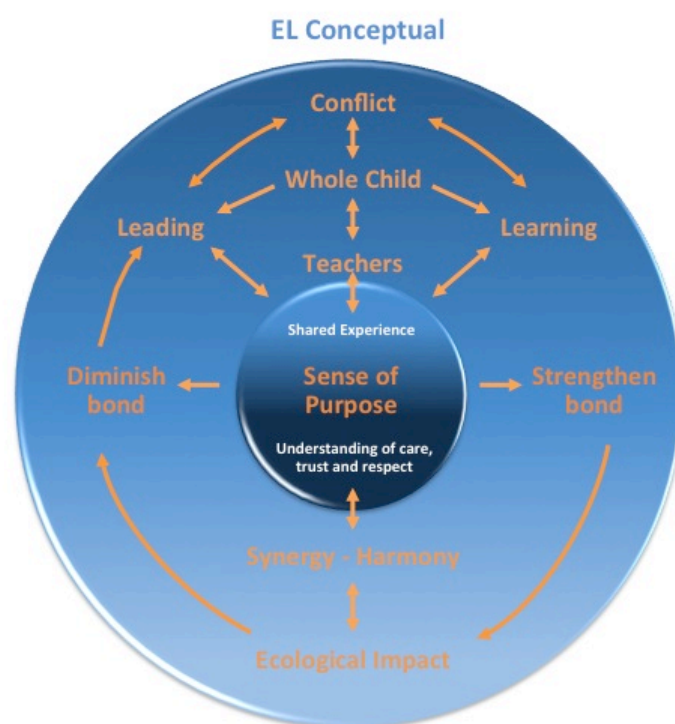 EL Conceptual
Conflict
Whole Child
Leading
Learning
Teachers
Shared Experience
Diminish
bond
Sense of
Purpose
Strengthen
bond
Understanding of care,
trust and respect
Synergy - Harmony
Ecological Impact